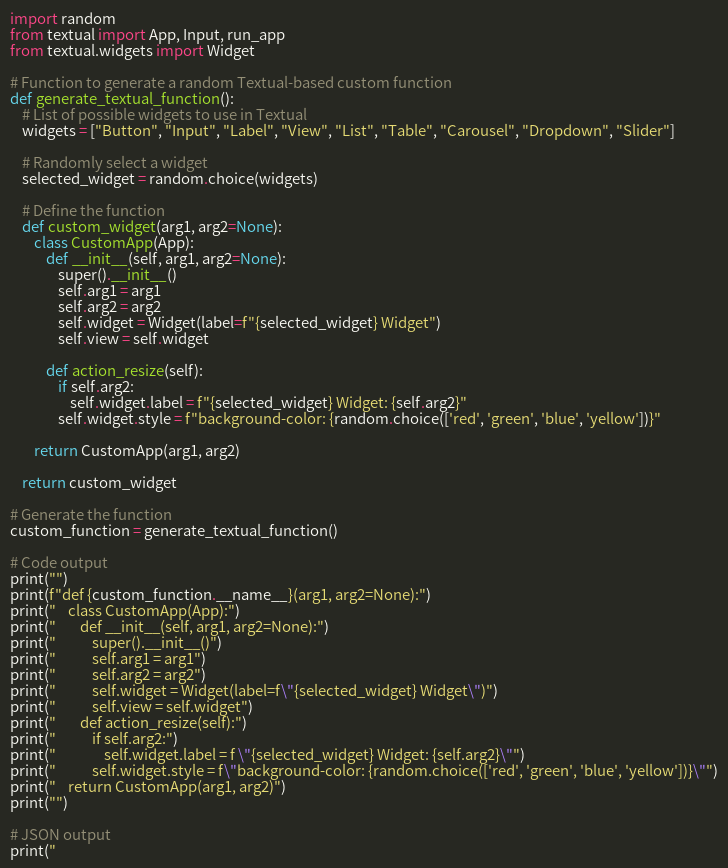 import random
from textual import App, Input, run_app
from textual.widgets import Widget

# Function to generate a random Textual-based custom function
def generate_textual_function():
    # List of possible widgets to use in Textual
    widgets = ["Button", "Input", "Label", "View", "List", "Table", "Carousel", "Dropdown", "Slider"]

    # Randomly select a widget
    selected_widget = random.choice(widgets)

    # Define the function
    def custom_widget(arg1, arg2=None):
        class CustomApp(App):
            def __init__(self, arg1, arg2=None):
                super().__init__()
                self.arg1 = arg1
                self.arg2 = arg2
                self.widget = Widget(label=f"{selected_widget} Widget")
                self.view = self.widget

            def action_resize(self):
                if self.arg2:
                    self.widget.label = f"{selected_widget} Widget: {self.arg2}"
                self.widget.style = f"background-color: {random.choice(['red', 'green', 'blue', 'yellow'])}"

        return CustomApp(arg1, arg2)

    return custom_widget

# Generate the function
custom_function = generate_textual_function()

# Code output
print("")
print(f"def {custom_function.__name__}(arg1, arg2=None):")
print("    class CustomApp(App):")
print("        def __init__(self, arg1, arg2=None):")
print("            super().__init__()")
print("            self.arg1 = arg1")
print("            self.arg2 = arg2")
print("            self.widget = Widget(label=f\"{selected_widget} Widget\")")
print("            self.view = self.widget")
print("        def action_resize(self):")
print("            if self.arg2:")
print("                self.widget.label = f \"{selected_widget} Widget: {self.arg2}\"")
print("            self.widget.style = f\"background-color: {random.choice(['red', 'green', 'blue', 'yellow'])}\"")
print("    return CustomApp(arg1, arg2)")
print("")

# JSON output
print("